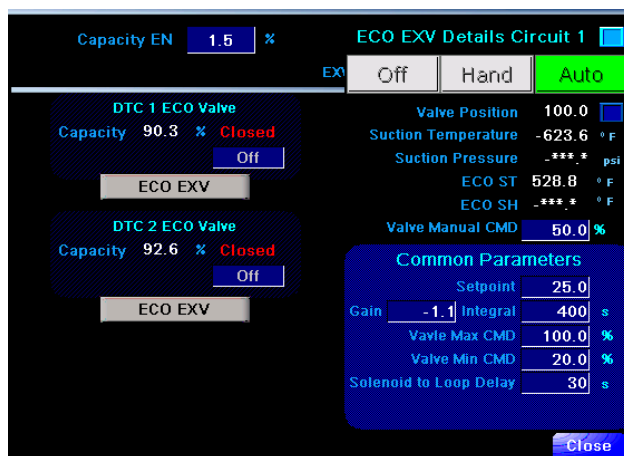 Capacity EN 1.5 %
ECO EXV Details Circuit 1
EXV
Off Hand Auto
DTC 1 ECO Valve
Capacity 90.3 % Closed
Off
ECO EXV
DTC 2 ECO Valve
Capacity 92.6 % Closed
Off
ECO EXV
Valve Position 100.0
Suction Temperature -623.6 °F
Suction Pressure -***.* psi
ECO ST 528.8 °F
ECO SH -***.* °F
Valve Manual CMD 50.0 %
Common Parameters
Setpoint 25.0
Gain -1.1 Integral 400 s
Vavle Max CMD 100.0 %
Valve Min CMD 20.0 %
Solenoid to Loop Delay 30 s
Close